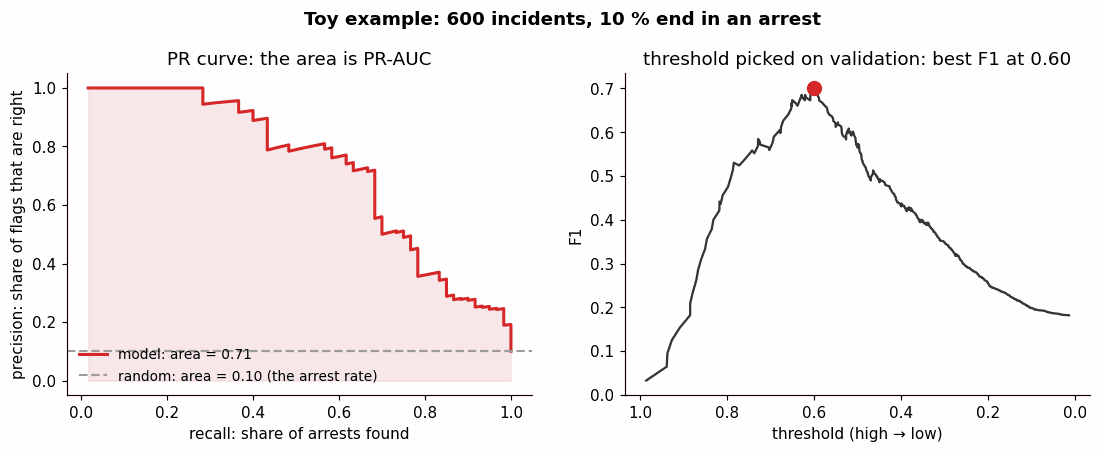 Toy example: 600 incidents, 10 % end in an arrest
PR curve: the area is PR-AUC
precision: share of flags that are right
1.0
0.8
0.6
0.4
0.2
0.0
model: area = 0.71
random: area = 0.10 (the arrest rate)
0.0 0.2 0.4 0.6 0.8 1.0
recall: share of arrests found
threshold picked on validation: best F1 at 0.60
F1
0.7
0.6
0.5
0.4
0.3
0.2
0.1
0.0
1.0 0.8 0.6 0.4 0.2 0.0
threshold (high → low)